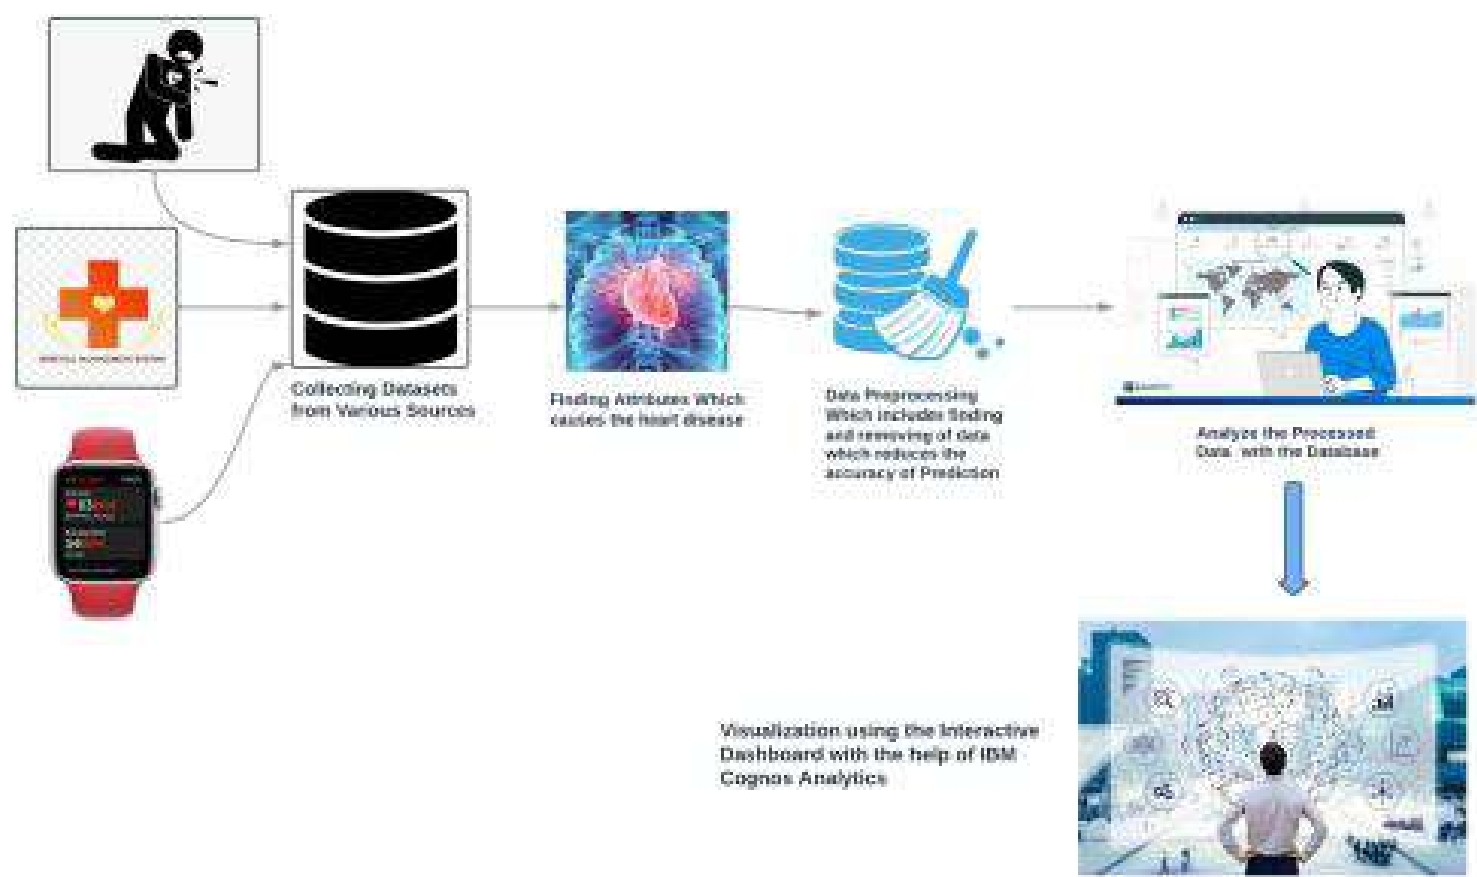 Collecting Datasets
from Various Sources
Finding Attributes Which
causes the heart disease
Data Preprocessing
Which includes finding
and removing of data
which reduces the
accuracy of Prediction
Analyze the Processed
Data with the Database
Visualization using the Interactive
Dashboard with the help of IBM
Cognos Analytics